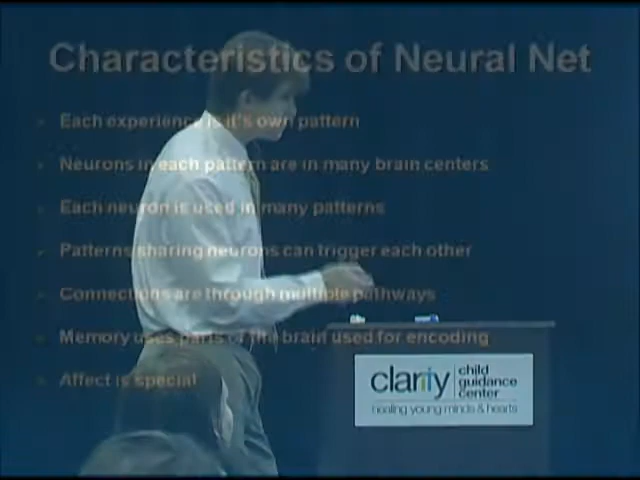 Characteristics of Neural Net
Each experience is it's own pattern
Neurons in each pattern are in many brain centers
Each neuron is used in many patterns
Patterns sharing neurons can trigger each other
Connections are through multiple pathways
Memory uses parts of the brain used for encoding
Affect is special
clarity child guidance center
healing young minds & hearts